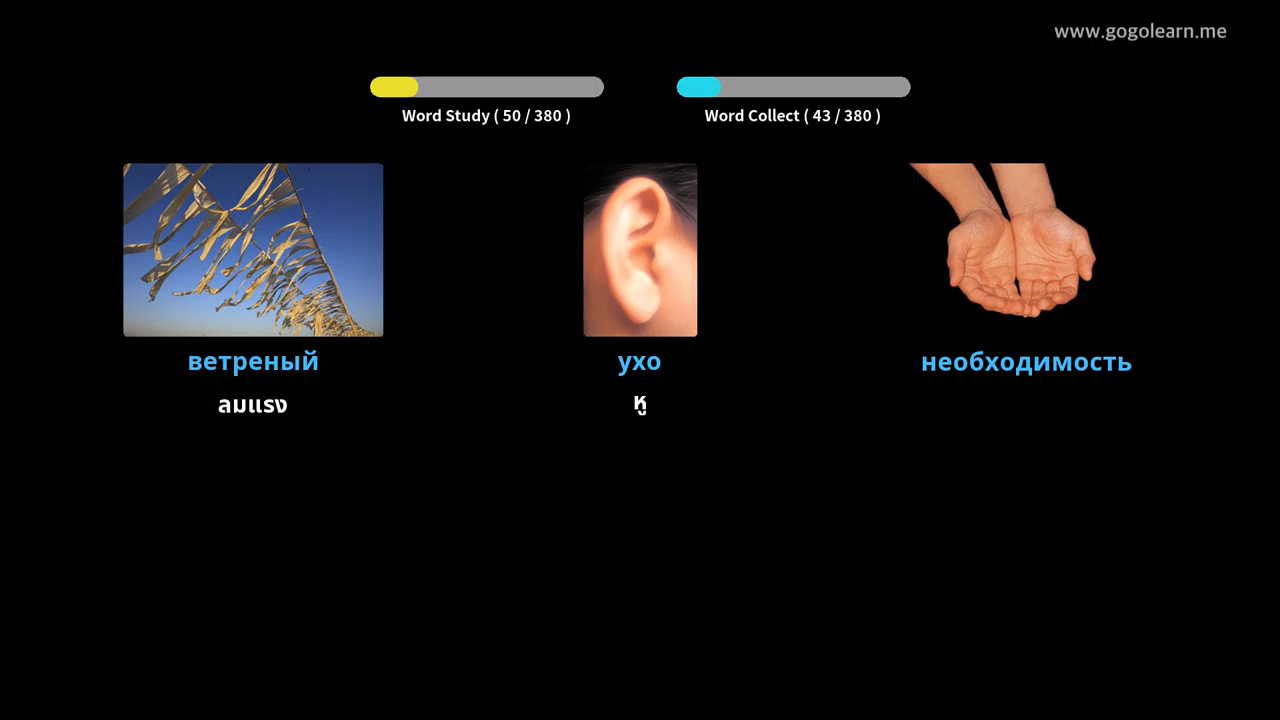 www.gogolearn.me
Word Study ( 50 / 380 )
Word Collect ( 43 / 380 )
ветреный
ухо
необходимость
ลมแรง
หู